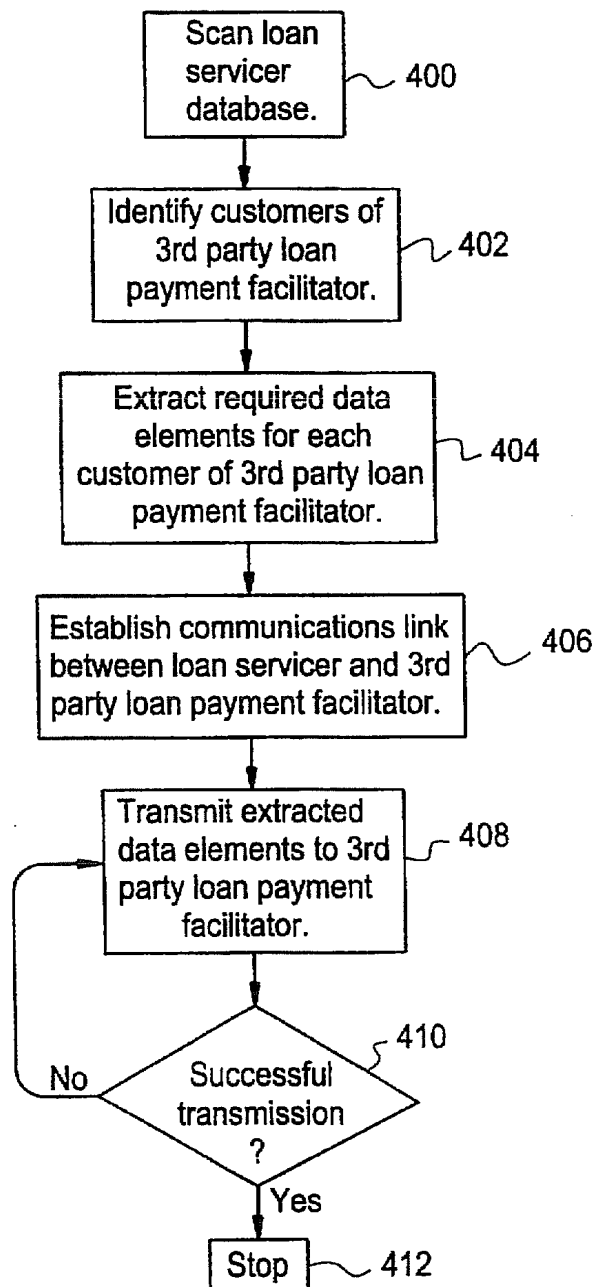 Scan loan
servicer
database.
400
Identify customers of
3rd party loan
payment facilitator.
402
Extract required data
elements for each
customer of 3rd party loan
payment facilitator.
404
Establish communications link
between loan servicer and 3rd
party loan payment facilitator.
406
Transmit extracted
data elements to 3rd
party loan payment
facilitator.
408
Successful
transmission
?
410
No
Yes
Stop
412